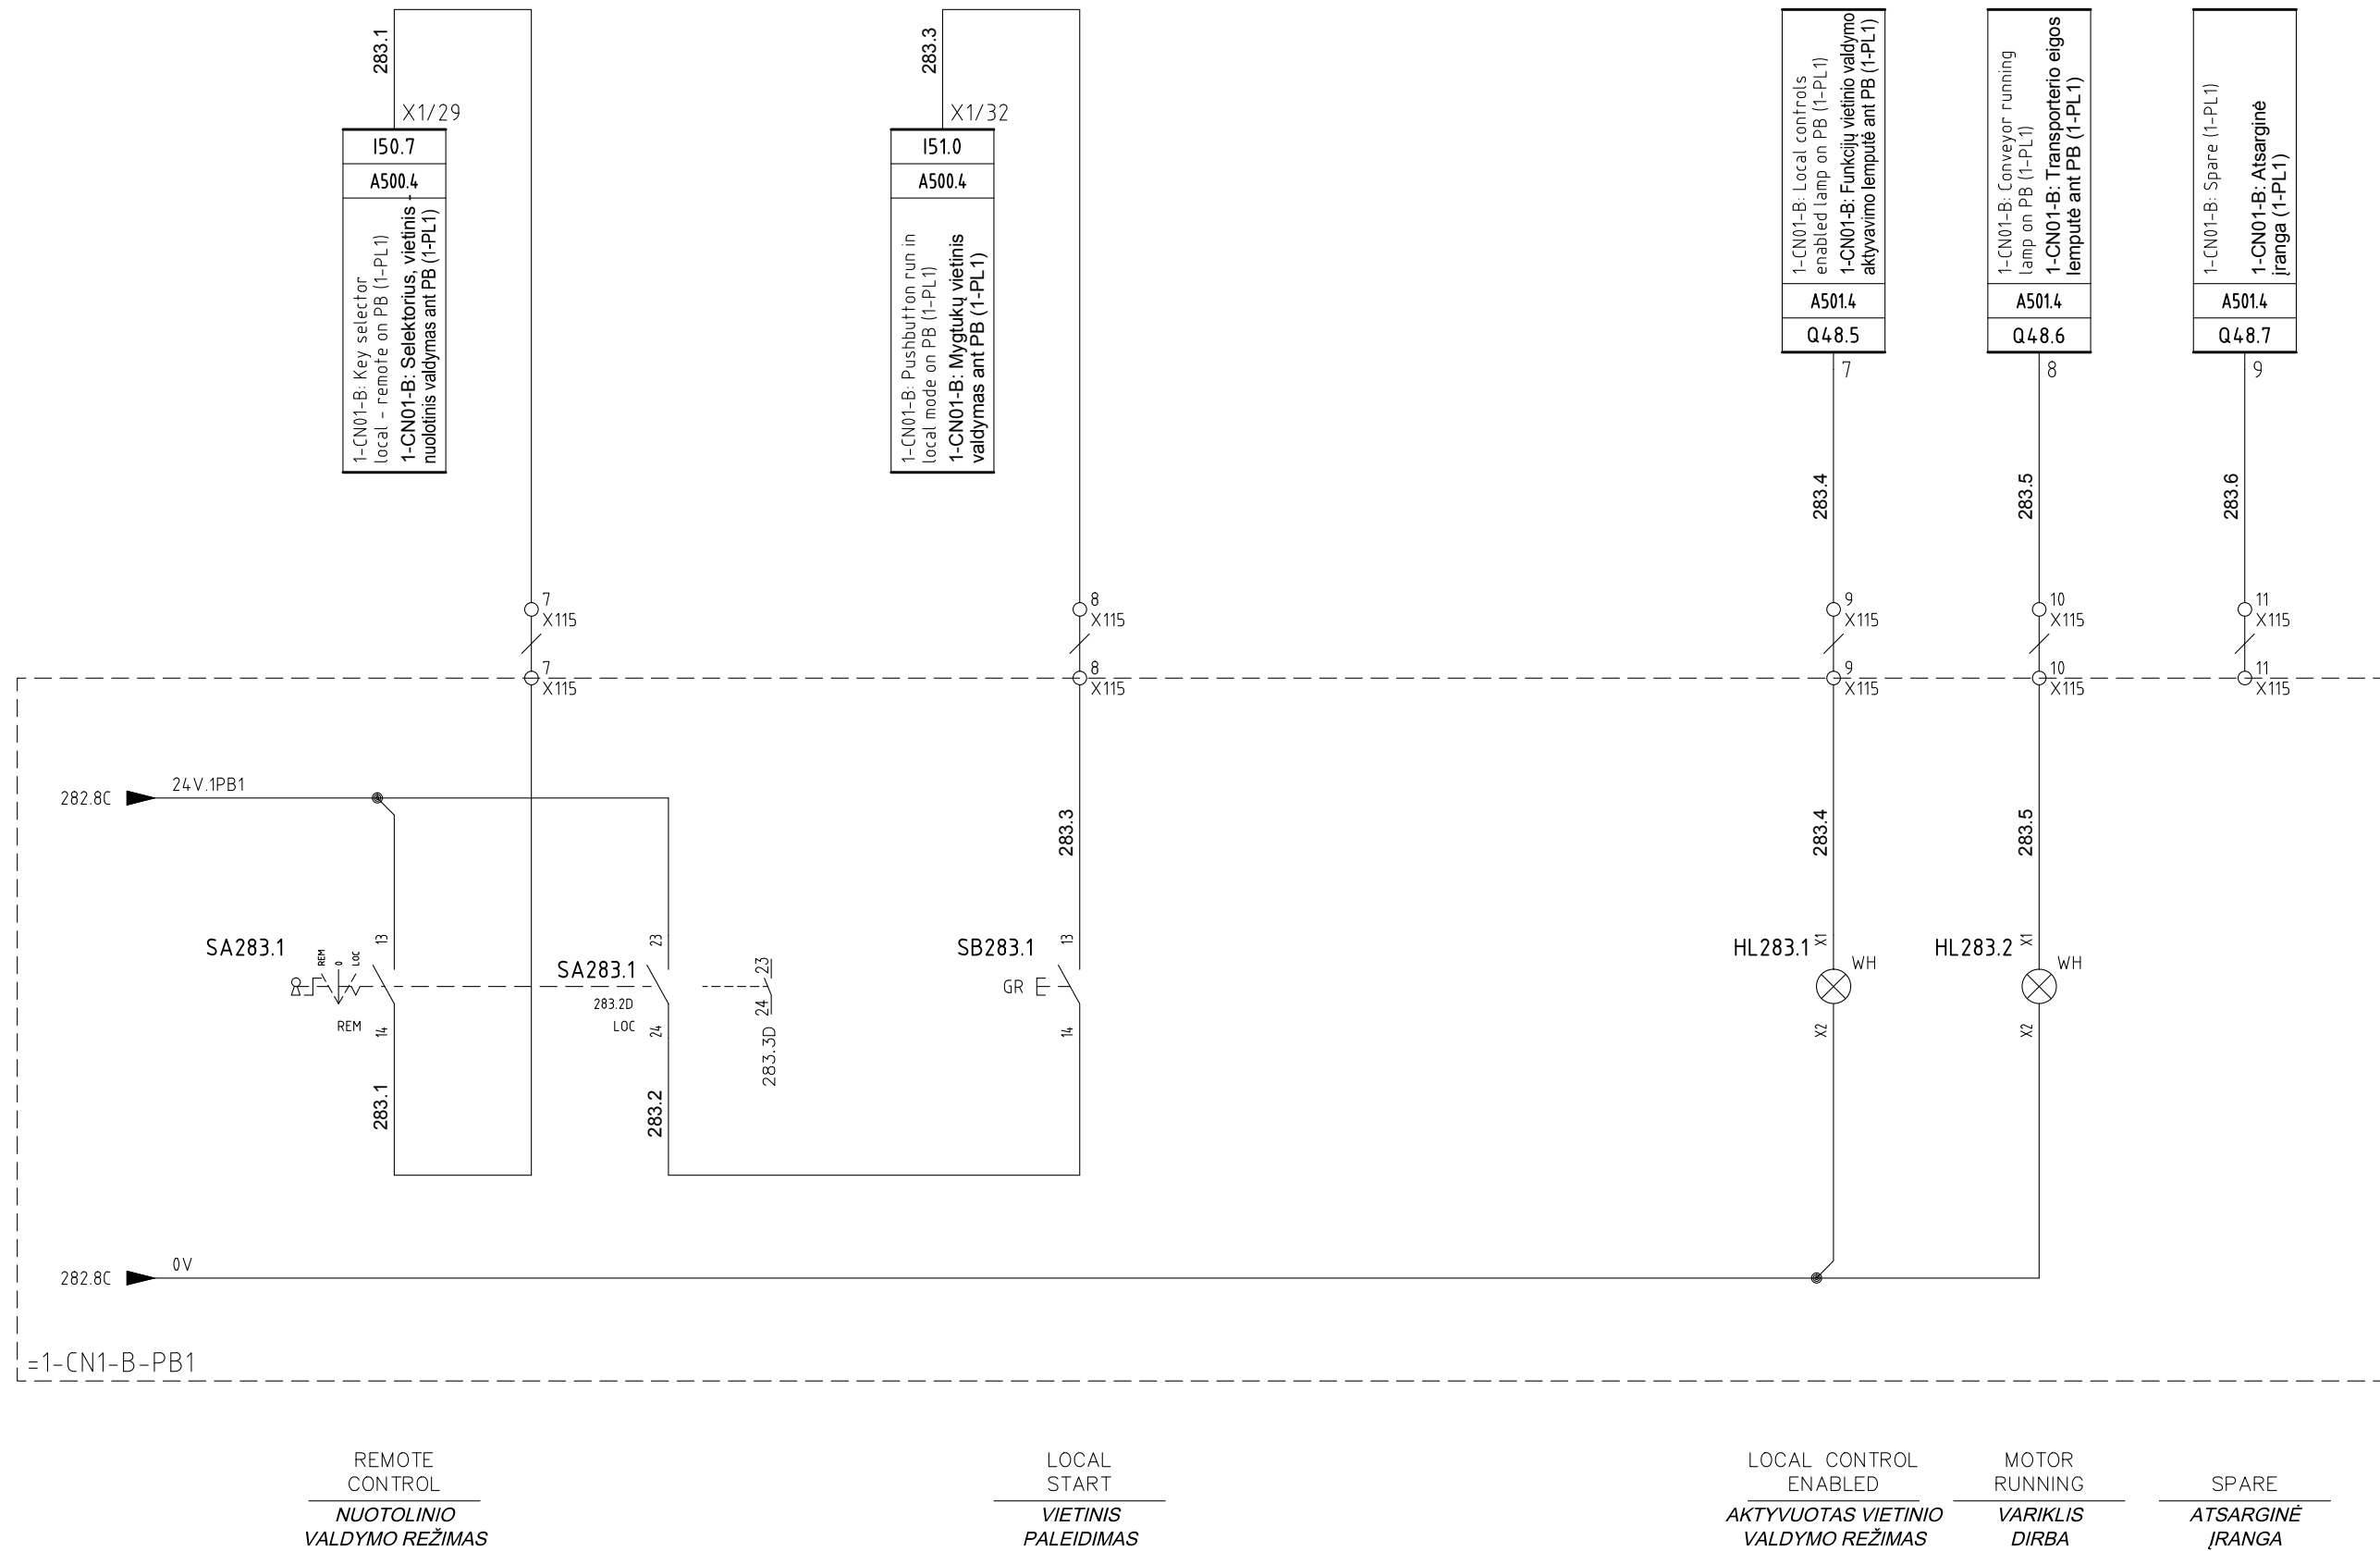 283.1
X1/29
I50.7
A500.4
1-CN01-B: Key selector
local - remote on PB (1-PL1)
1-CN01-B: Selektorius, vietinis -
nuolotinis valdymas ant PB (1-PL1)
283.3
X1/32
I51.0
A500.4
1-CN01-B: Pushbutton run in
local mode on PB (1-PL1)
1-CN01-B: Mygtukų vietinis
valdymas ant PB (1-PL1)
1-CN01-B: Local controls
enabled lamp on PB (1-PL1)
1-CN01-B: Funkcijų vietinio valdymo
aktyvavimo lemputė ant PB (1-PL1)
A501.4
Q48.5
7
1-CN01-B: Conveyor running
lamp on PB (1-PL1)
1-CN01-B: Transporterio eigos
lemputė ant PB (1-PL1)
A501.4
Q48.6
8
1-CN01-B: Spare (1-PL1)
1-CN01-B: Atsarginė
įranga (1-PL1)
A501.4
Q48.7
9
283.4
283.5
283.6
7
X115
8
X115
9
X115
10
X115
11
X115
7
X115
8
X115
9
X115
10
X115
11
X115
282.8C
24V.1PB1
283.3
283.4
283.5
SA283.1
REM
0
LOC
13
REM
14
SA283.1
283.2D
LOC
23
24
23
24
283.3D
SB283.1
GR
13
14
HL283.1
X1
WH
X2
HL283.2
X1
WH
X2
283.1
283.2
282.8C
0V
=1-CN1-B-PB1
REMOTE
CONTROL
NUOTOLINIO
VALDYMO REŽIMAS
LOCAL
START
VIETINIS
PALEIDIMAS
LOCAL CONTROL
ENABLED
AKTYVUOTAS VIETINIO
VALDYMO REŽIMAS
MOTOR
RUNNING
VARIKLIS
DIRBA
SPARE
ATSARGINĖ
ĮRANGA